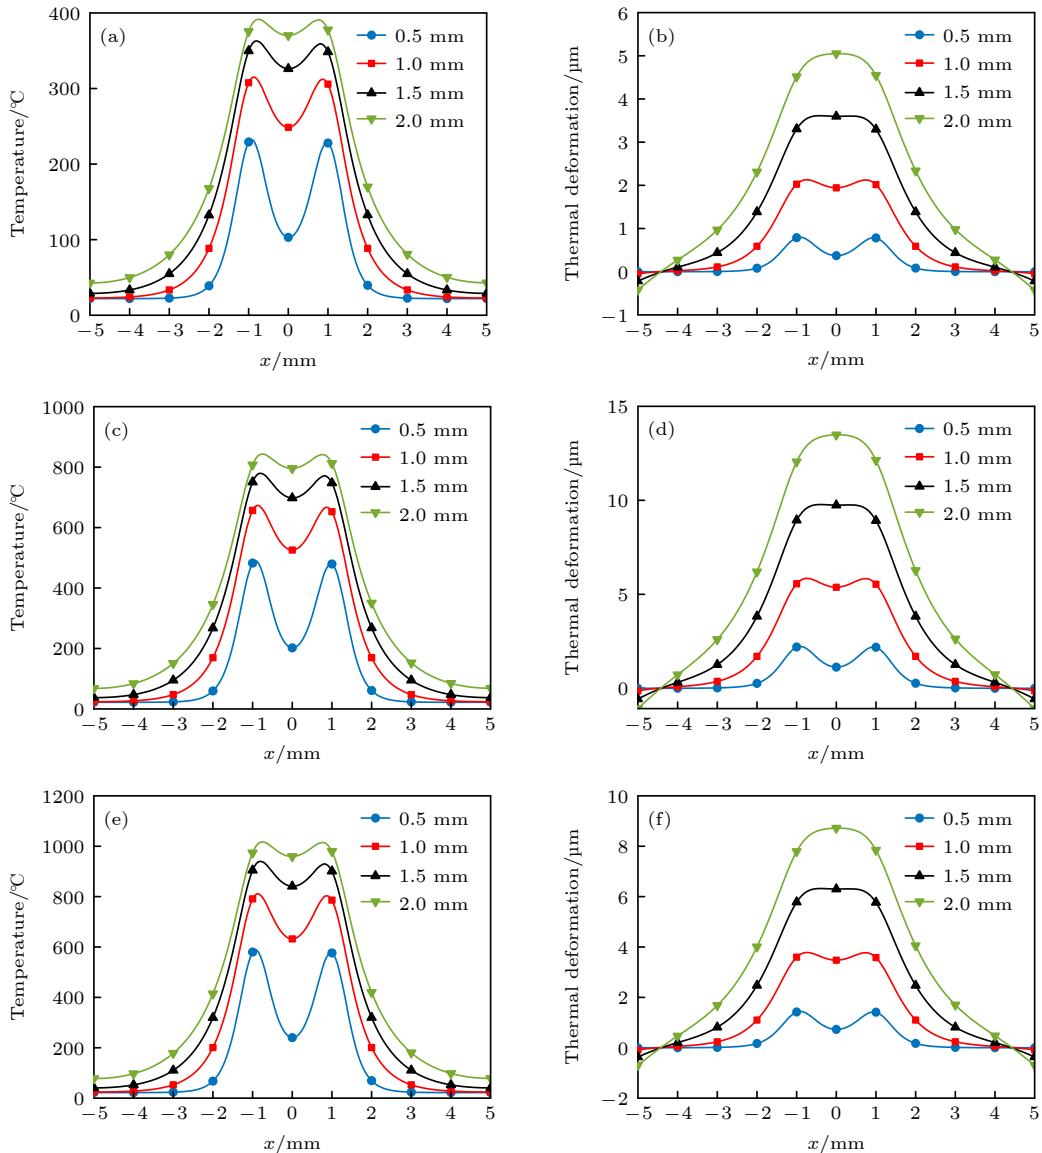 (a)
0.5 mm
1.0 mm
1.5 mm
2.0 mm
400
300
200
100
0
Temperature/℃
−5 −4 −3 −2 −1 0 1 2 3 4 5
x/mm
(b)
0.5 mm
1.0 mm
1.5 mm
2.0 mm
6
5
4
3
2
1
0
−1
Thermal deformation/μm
−5 −4 −3 −2 −1 0 1 2 3 4 5
x/mm
(c)
0.5 mm
1.0 mm
1.5 mm
2.0 mm
1000
800
600
400
200
0
Temperature/℃
−5 −4 −3 −2 −1 0 1 2 3 4 5
x/mm
(d)
0.5 mm
1.0 mm
1.5 mm
2.0 mm
15
10
5
0
Thermal deformation/μm
−5 −4 −3 −2 −1 0 1 2 3 4 5
x/mm
(e)
0.5 mm
1.0 mm
1.5 mm
2.0 mm
1200
1000
800
600
400
200
0
Temperature/℃
−5 −4 −3 −2 −1 0 1 2 3 4 5
x/mm
(f)
0.5 mm
1.0 mm
1.5 mm
2.0 mm
10
8
6
4
2
0
−2
Thermal deformation/μm
−5 −4 −3 −2 −1 0 1 2 3 4 5
x/mm